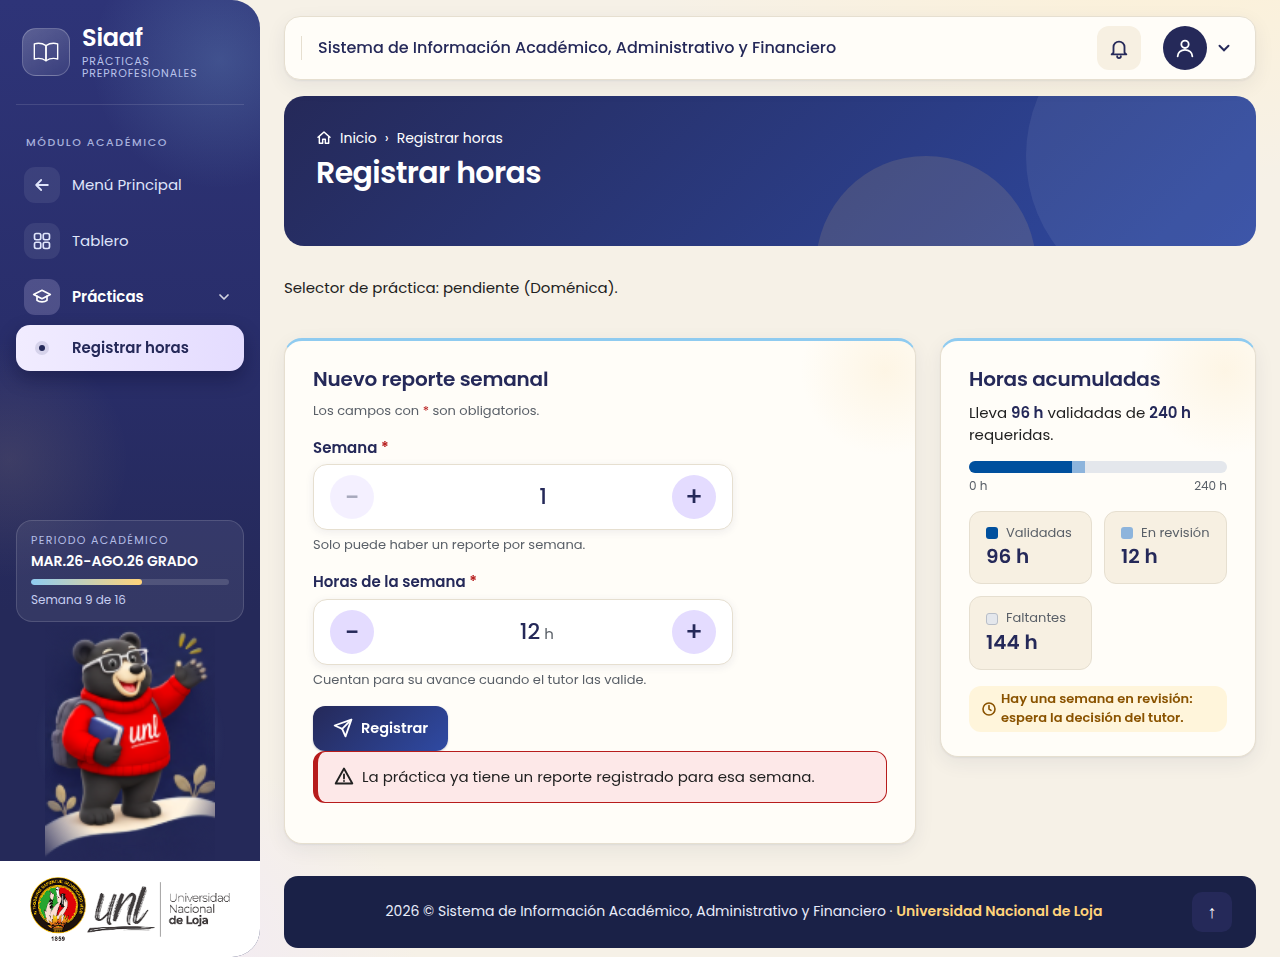 Siaaf
PRÁCTICAS
PREPROFESIONALES
MÓDULO ACADÉMICO
Menú Principal
Tablero
Prácticas
Registrar horas
PERIODO ACADÉMICO
MAR.26-AGO.26 GRADO
Semana 9 de 16
unl
1859
unl
Universidad
Nacional
de Loja
Sistema de Información Académico, Administrativo y Financiero
Inicio › Registrar horas
Registrar horas
Selector de práctica: pendiente (Doménica).
Nuevo reporte semanal
Los campos con * son obligatorios.
Semana *
− 1 +
Solo puede haber un reporte por semana.
Horas de la semana *
− 12 h +
Cuentan para su avance cuando el tutor las valide.
Registrar
La práctica ya tiene un reporte registrado para esa semana.
Horas acumuladas
Lleva 96 h validadas de 240 h
requeridas.
0 h 240 h
Validadas
96 h
En revisión
12 h
Faltantes
144 h
Hay una semana en revisión:
espera la decisión del tutor.
2026 © Sistema de Información Académico, Administrativo y Financiero · Universidad Nacional de Loja
↑